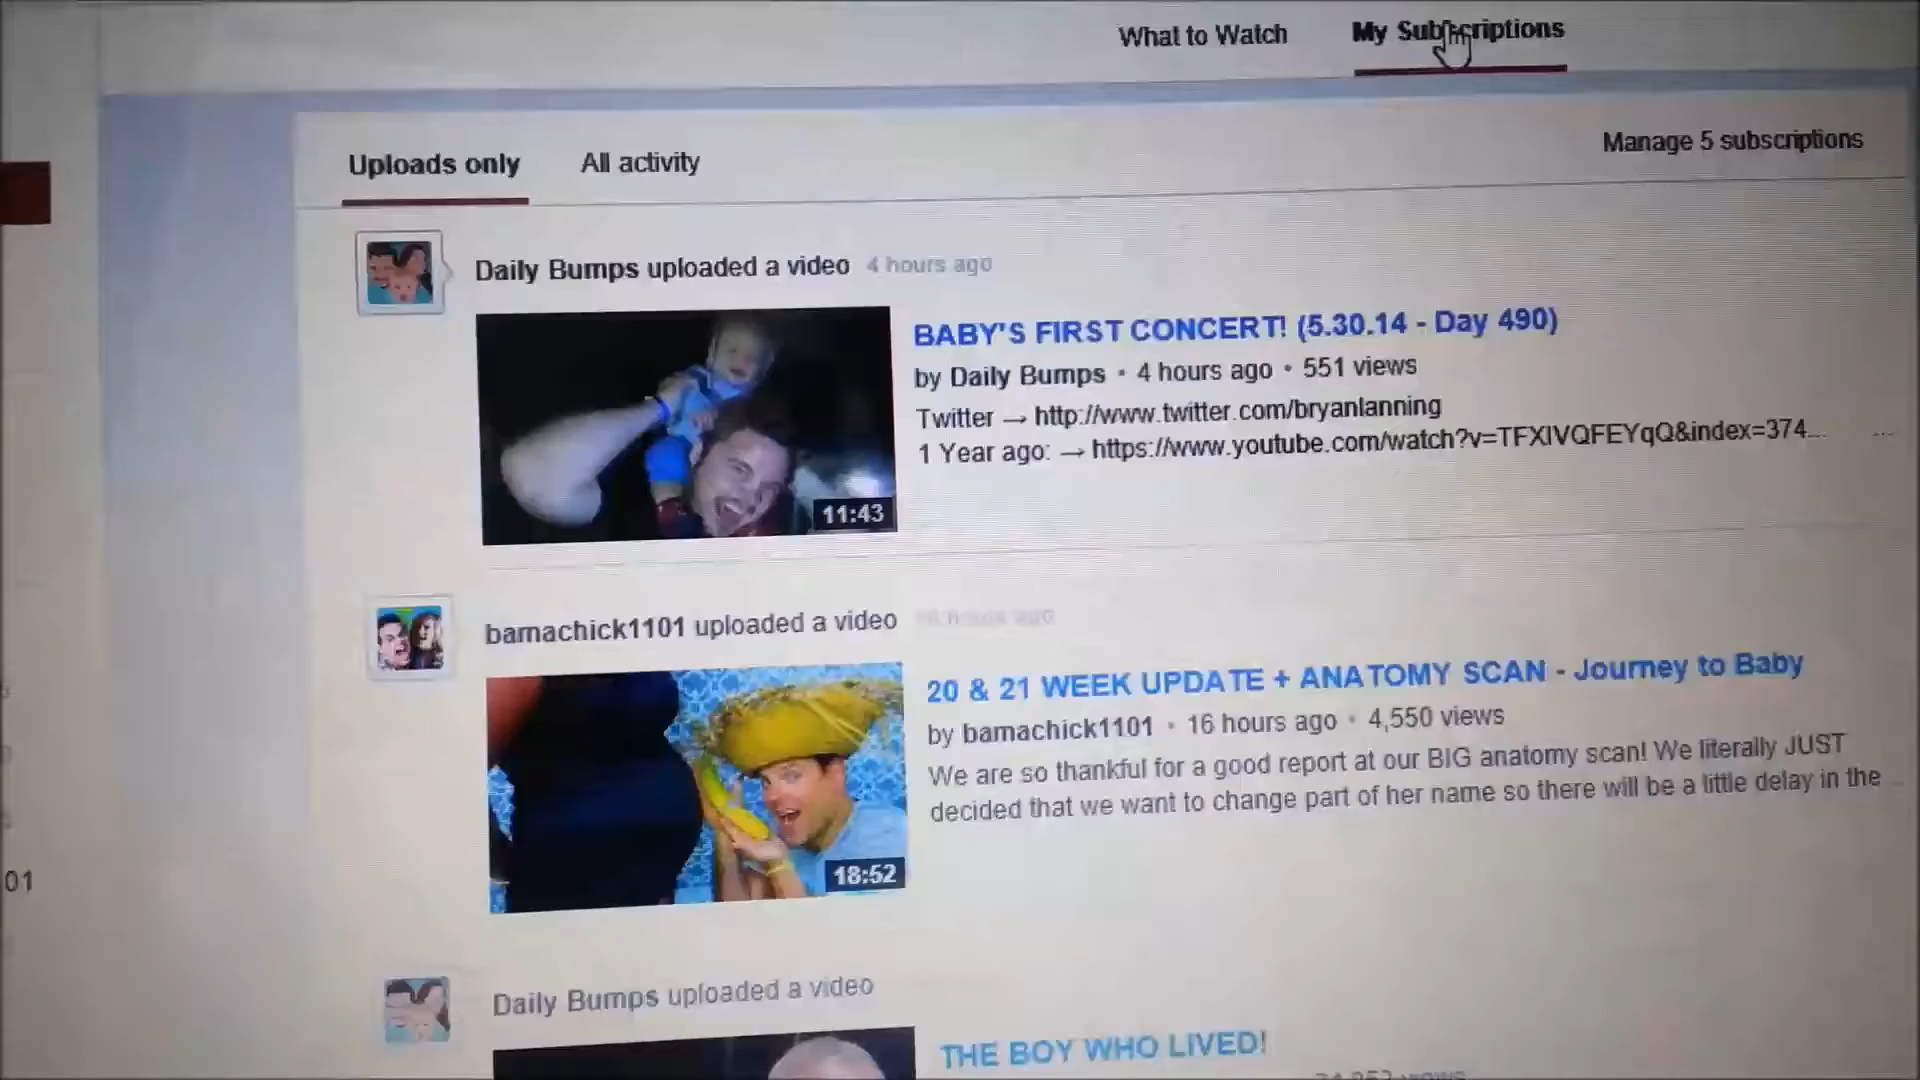 What to Watch
My Subscriptions
Uploads only
All activity
Manage 5 subscriptions
Daily Bumps uploaded a video 4 hours ago
11:43
BABY'S FIRST CONCERT! (5.30.14 - Day 490)
by Daily Bumps • 4 hours ago • 551 views
Twitter → http://www.twitter.com/bryanlanning
1 Year ago: → https://www.youtube.com/watch?v=TFXIVQFEYqQ&index=374...
bamachick1101 uploaded a video 16 hours ago
18:52
20 & 21 WEEK UPDATE + ANATOMY SCAN - Journey to Baby
by bamachick1101 • 16 hours ago • 4,550 views
We are so thankful for a good report at our BIG anatomy scan! We literally JUST
decided that we want to change part of her name so there will be a little delay in the
01
Daily Bumps uploaded a video
THE BOY WHO LIVED!
views